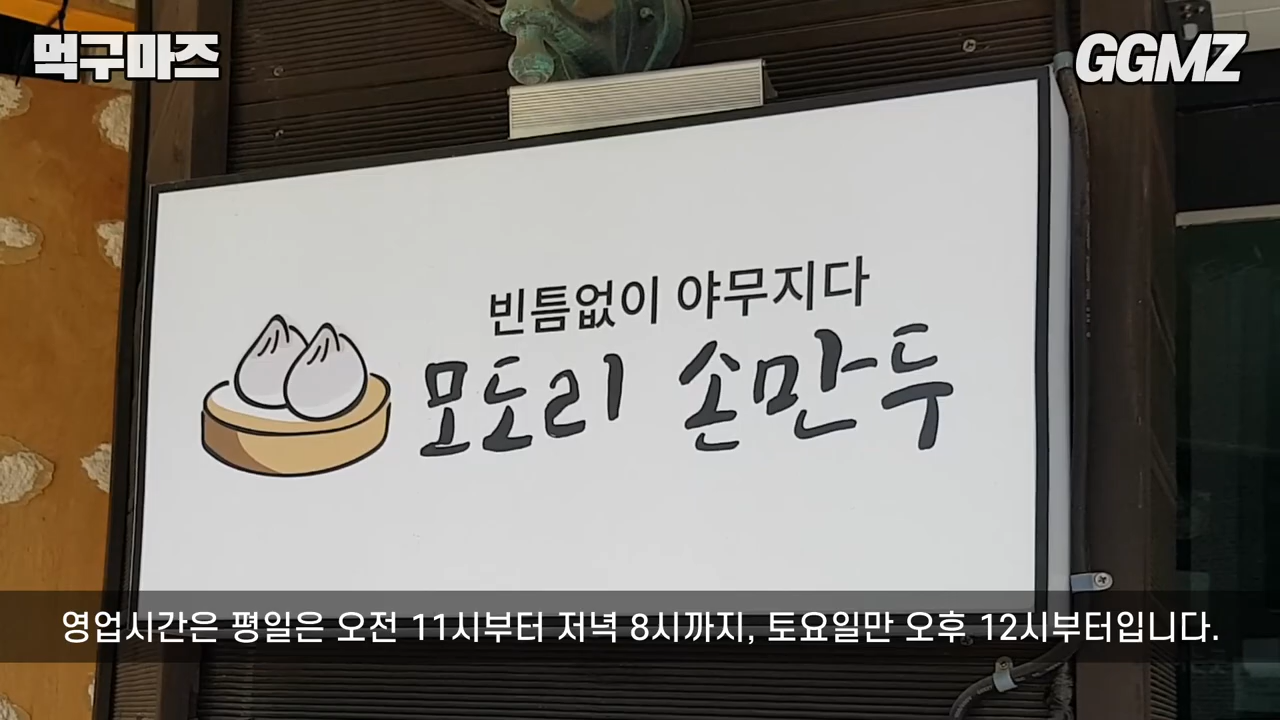 먹구마즈
GGMZ
빈틈없이 야무지다
모도리 손만두
영업시간은 평일은 오전 11시부터 저녁 8시까지, 토요일만 오후 12시부터입니다.